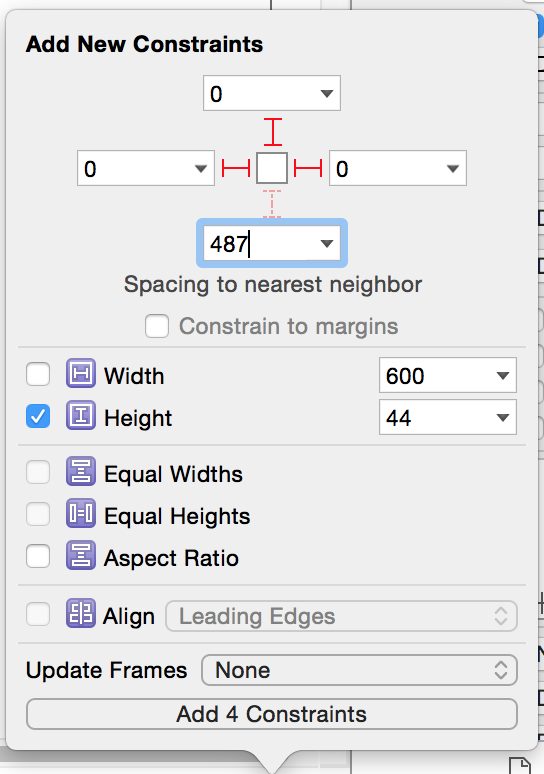 Add New Constraints
0
0 0
487
Spacing to nearest neighbor
Constrain to margins
Width 600
Height 44
Equal Widths
Equal Heights
Aspect Ratio
Align Leading Edges
Update Frames None
Add 4 Constraints